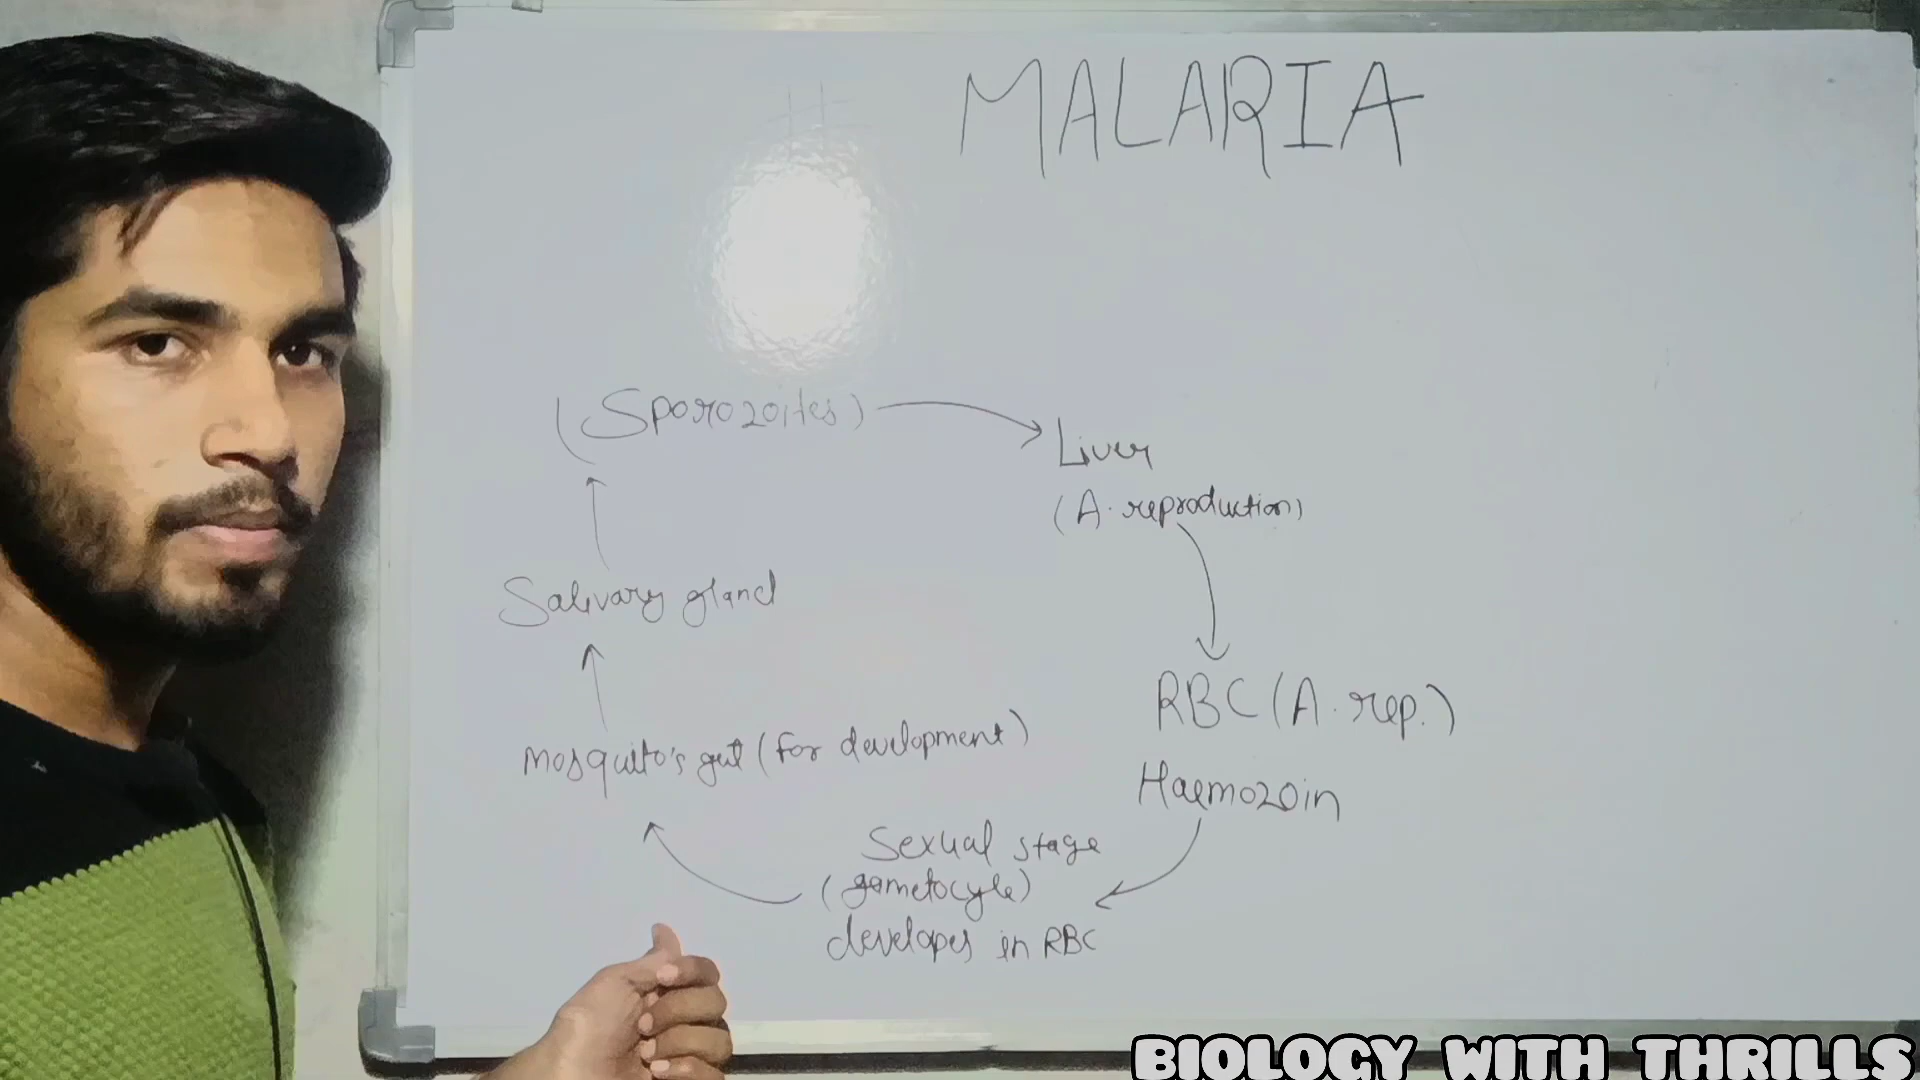 # MALARIA
(Sporozoites)
Liver
(A. reproduction)
Salivary gland
RBC (A. rep.)
Mosquito's gut (For development)
Haemozoin
Sexual stage
(gametocyle)
developes in RBC
BIOLOGY WITH THRILLS